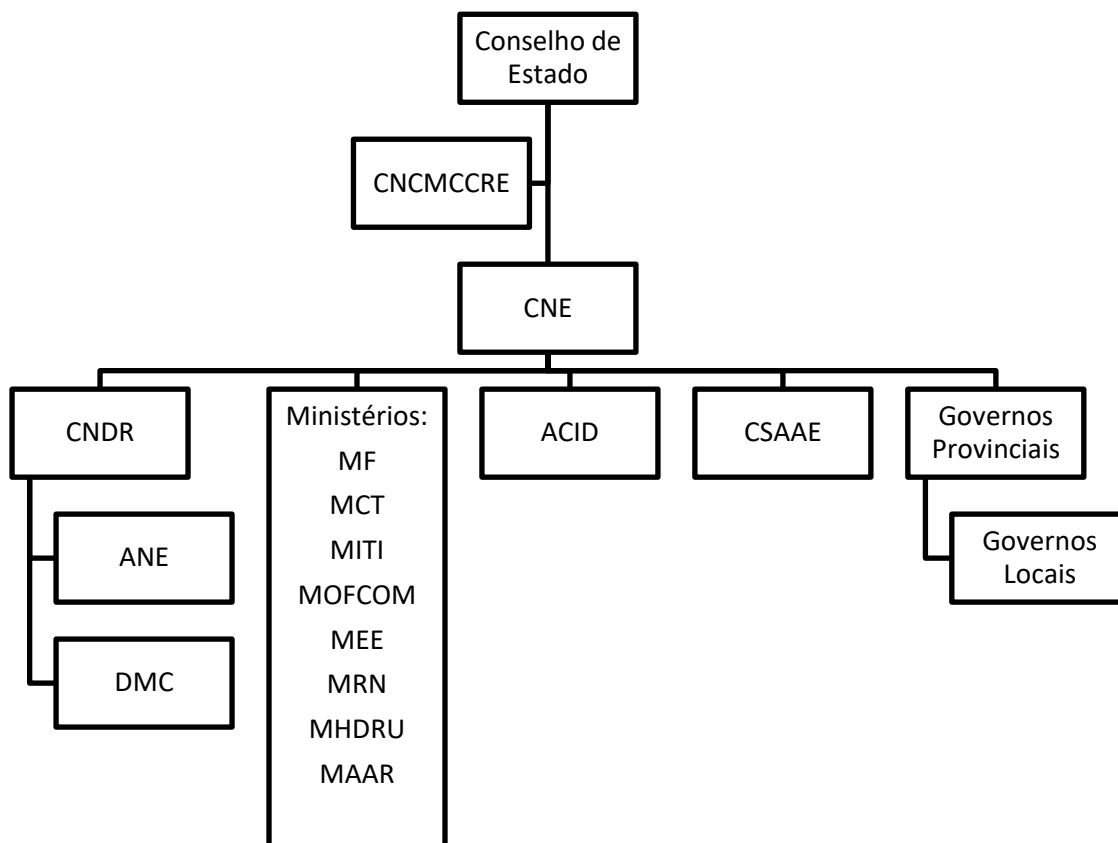 Conselho de
Estado
CNCMCCRE
CNE
CNDR
Ministérios:
MF
MCT
MITI
MOFCOM
MEE
MRN
MHDRU
MAAR
ACID
CSAAE
Governos
Provinciais
ANE
DMC
Governos
Locais